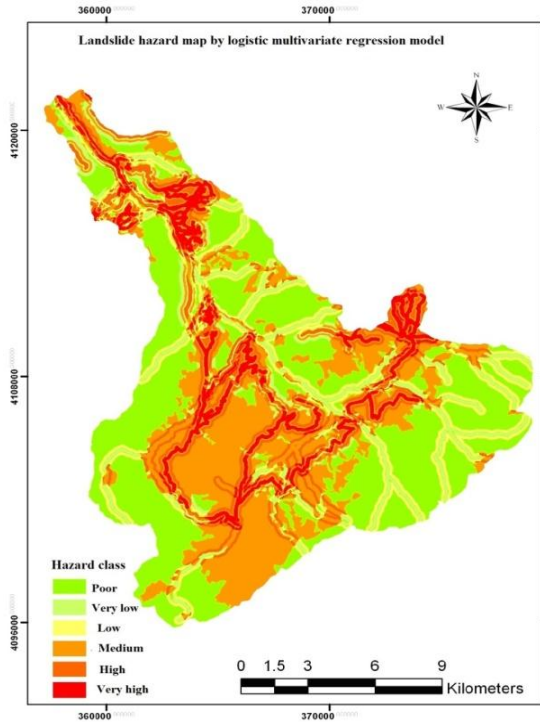 360000 370000
Landslide hazard map by logistic multivariate regression model
N
W E
S
4120000
4108000
4096000
Hazard class
Poor
Very low
Low
Medium
High
Very high
0 1.5 3 6 9
Kilometers
360000 370000